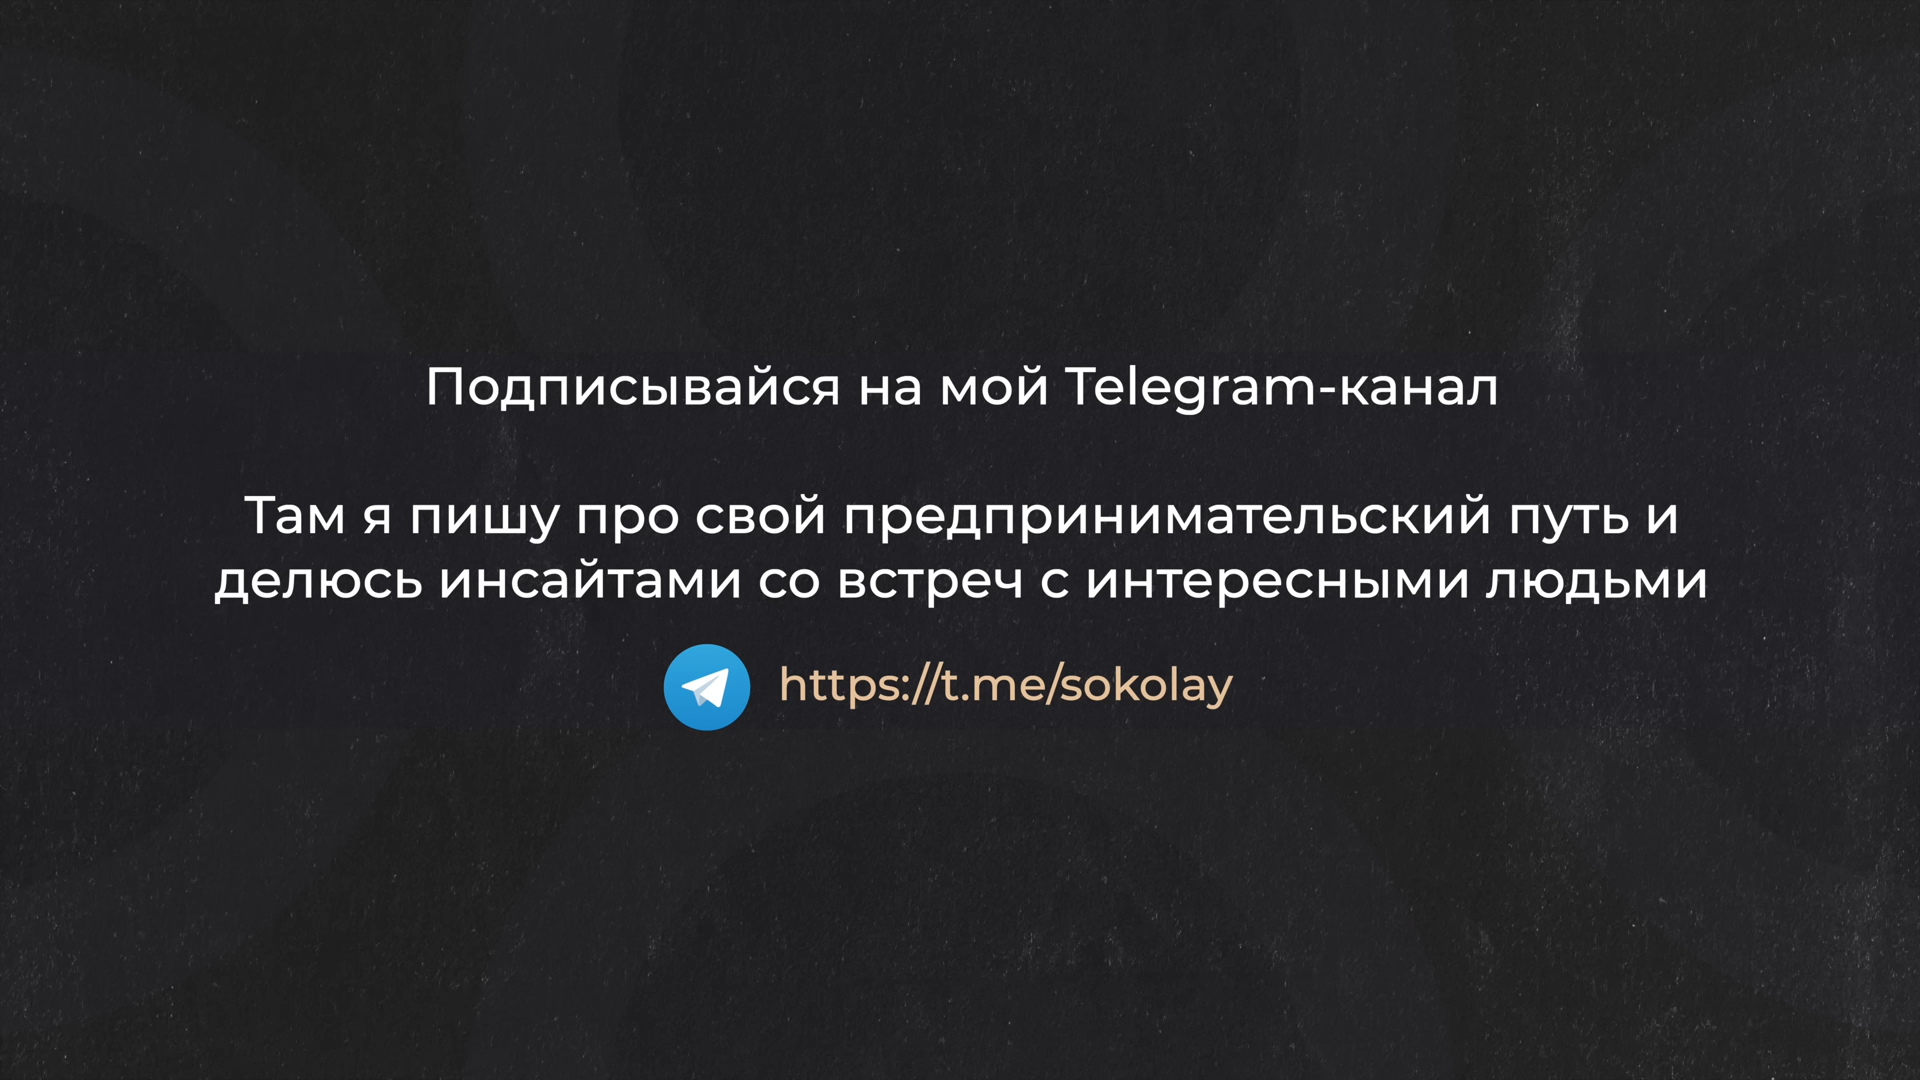 Подписывайся на мой Telegram-канал
Там я пишу про свой предпринимательский путь и
делюсь инсайтами со встреч с интересными людьми
https://t.me/sokolay